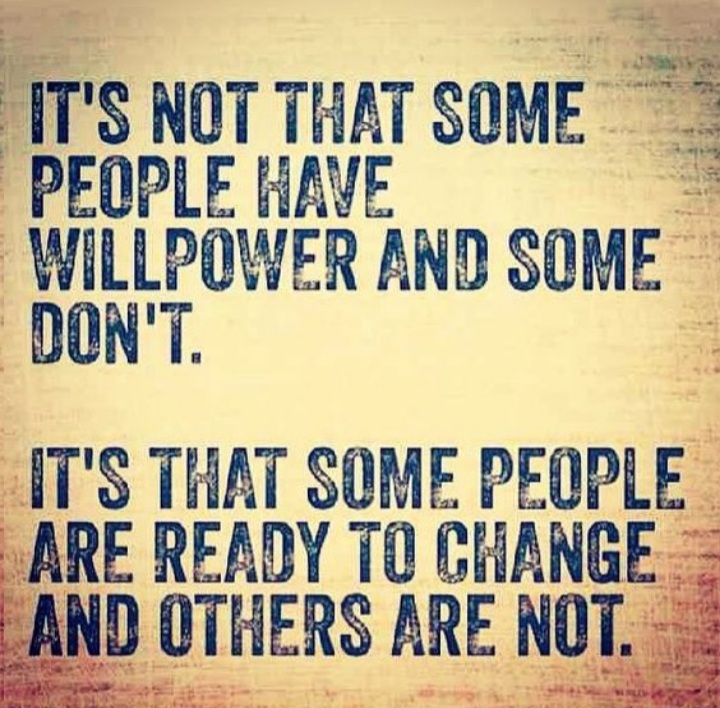 IT'S NOT THAT SOME
PEOPLE HAVE
WILLPOWER AND SOME
DON'T.
IT'S THAT SOME PEOPLE
ARE READY TO CHANGE
AND OTHERS ARE NOT.